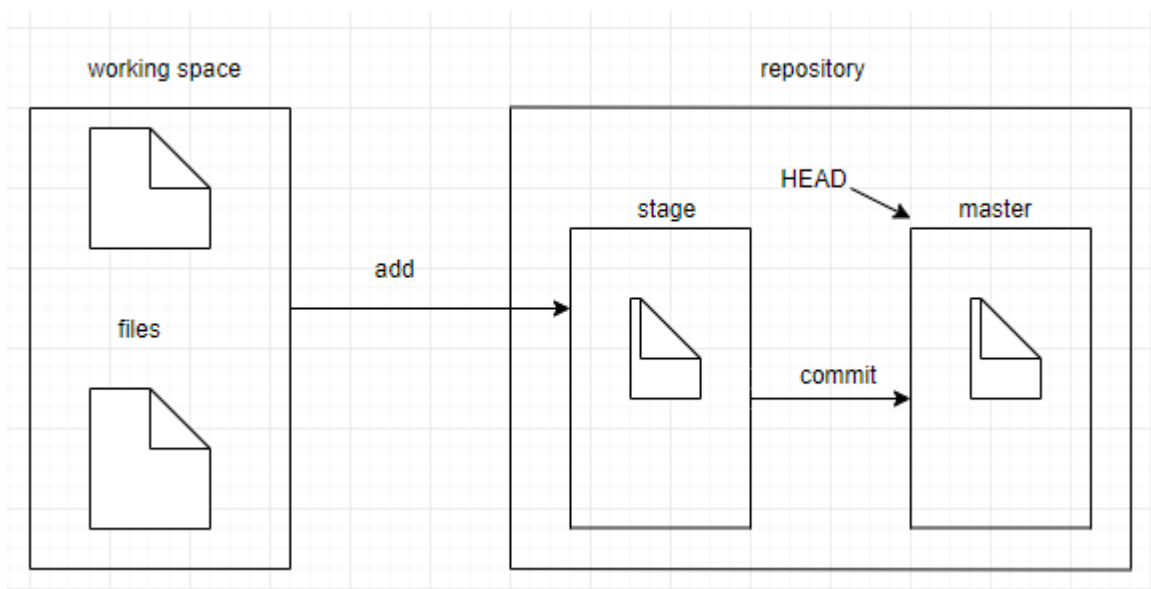 working space
repository
HEAD
stage
master
add
files
commit